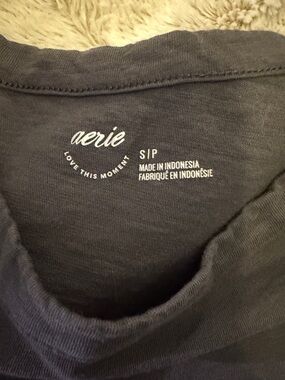 aerie
LOVE THIS MOMENT
S|P
MADE IN INDONESIA
FABRIQUÉ EN INDONÉSIE